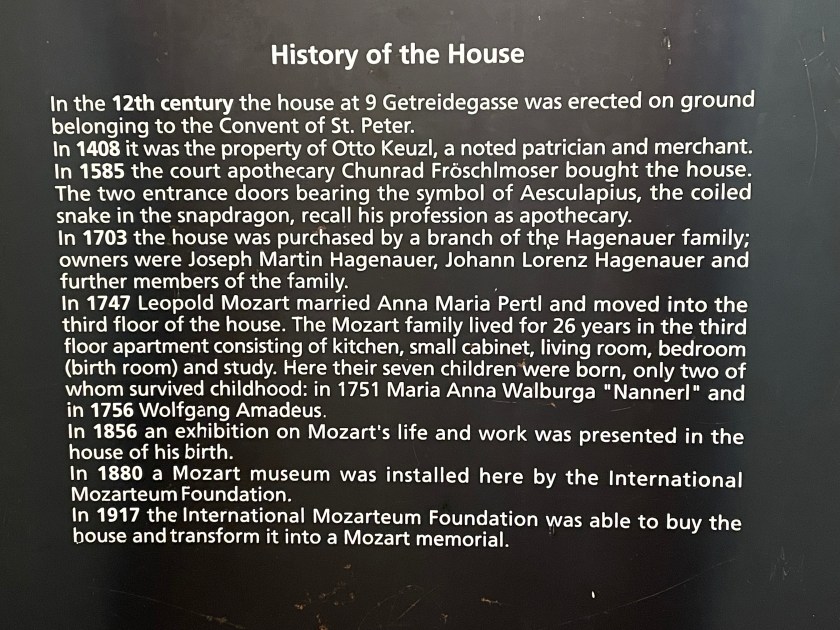 History of the House
In the 12th century the house at 9 Getreidegasse was erected on ground
belonging to the Convent of St. Peter.
In 1408 it was the property of Otto Keuzl, a noted patrician and merchant.
In 1585 the court apothecary Chunrad Fröschlmoser bought the house.
The two entrance doors bearing the symbol of Aesculapius, the coiled
snake in the snapdragon, recall his profession as apothecary.
In 1703 the house was purchased by a branch of the Hagenauer family;
owners were Joseph Martin Hagenauer, Johann Lorenz Hagenauer and
further members of the family.
In 1747 Leopold Mozart married Anna Maria Pertl and moved into the
third floor of the house. The Mozart family lived for 26 years in the third
floor apartment consisting of kitchen, small cabinet, living room, bedroom
(birth room) and study. Here their seven children were born, only two of
whom survived childhood: in 1751 Maria Anna Walburga "Nannerl" and
in 1756 Wolfgang Amadeus.
In 1856 an exhibition on Mozart's life and work was presented in the
house of his birth.
In 1880 a Mozart museum was installed here by the International
Mozarteum Foundation.
In 1917 the International Mozarteum Foundation was able to buy the
house and transform it into a Mozart memorial.